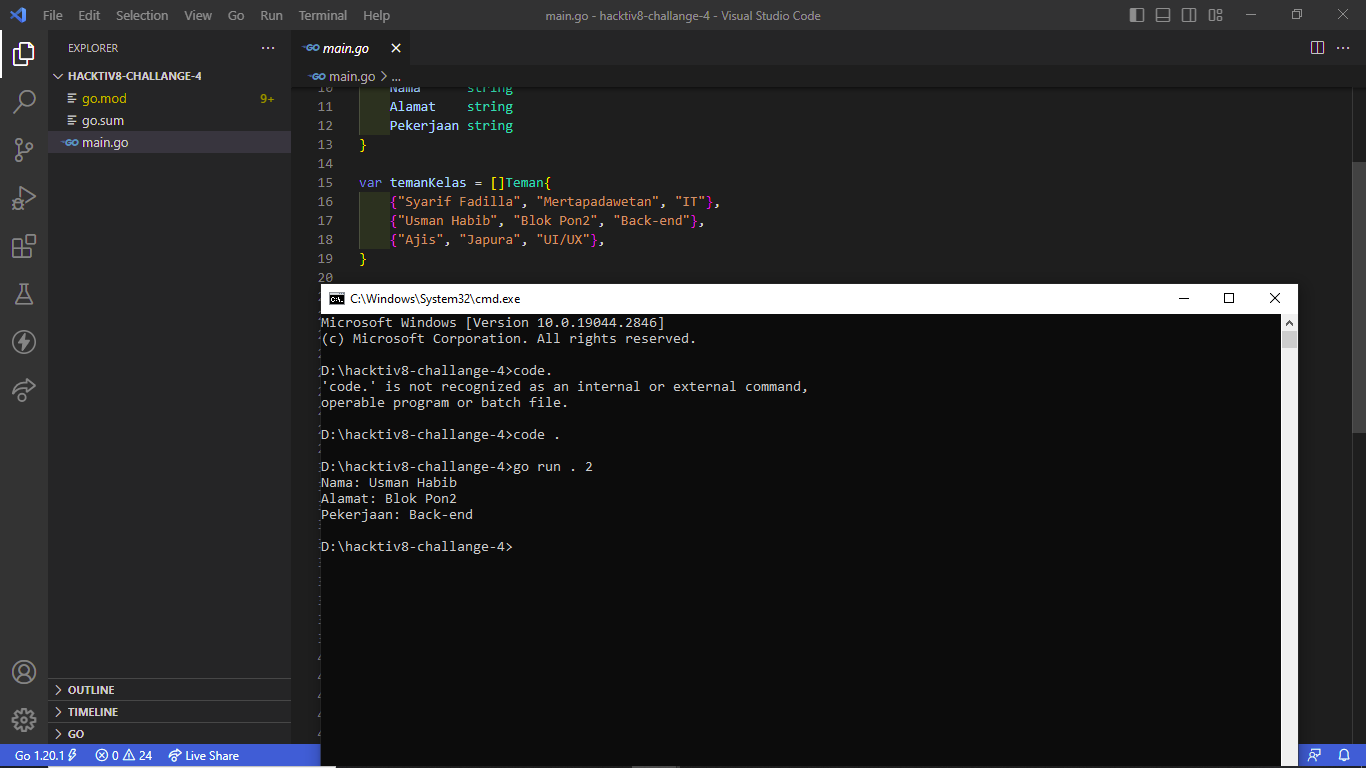 File Edit Selection View Go Run Terminal Help
main.go - hacktiv8-challange-4 - Visual Studio Code
EXPLORER
HACKTIV8-CHALLANGE-4
go.mod 9+
go.sum
main.go
OUTLINE
TIMELINE
GO
GO main.go
GO main.go > ...
10 Nama string
11 Alamat string
12 Pekerjaan string
13 }
14
15 var temanKelas = []Teman{
16 {"Syarif Fadilla", "Mertapadawetan", "IT"},
17 {"Usman Habib", "Blok Pon2", "Back-end"},
18 {"Ajis", "Japura", "UI/UX"},
19 }
20
C:\Windows\System32\cmd.exe
Microsoft Windows [Version 10.0.19044.2846]
(c) Microsoft Corporation. All rights reserved.
D:\hacktiv8-challange-4>code.
'code.' is not recognized as an internal or external command,
operable program or batch file.
D:\hacktiv8-challange-4>code .
D:\hacktiv8-challange-4>go run . 2
Nama: Usman Habib
Alamat: Blok Pon2
Pekerjaan: Back-end
D:\hacktiv8-challange-4>
Go 1.20.1 0 24 Live Share